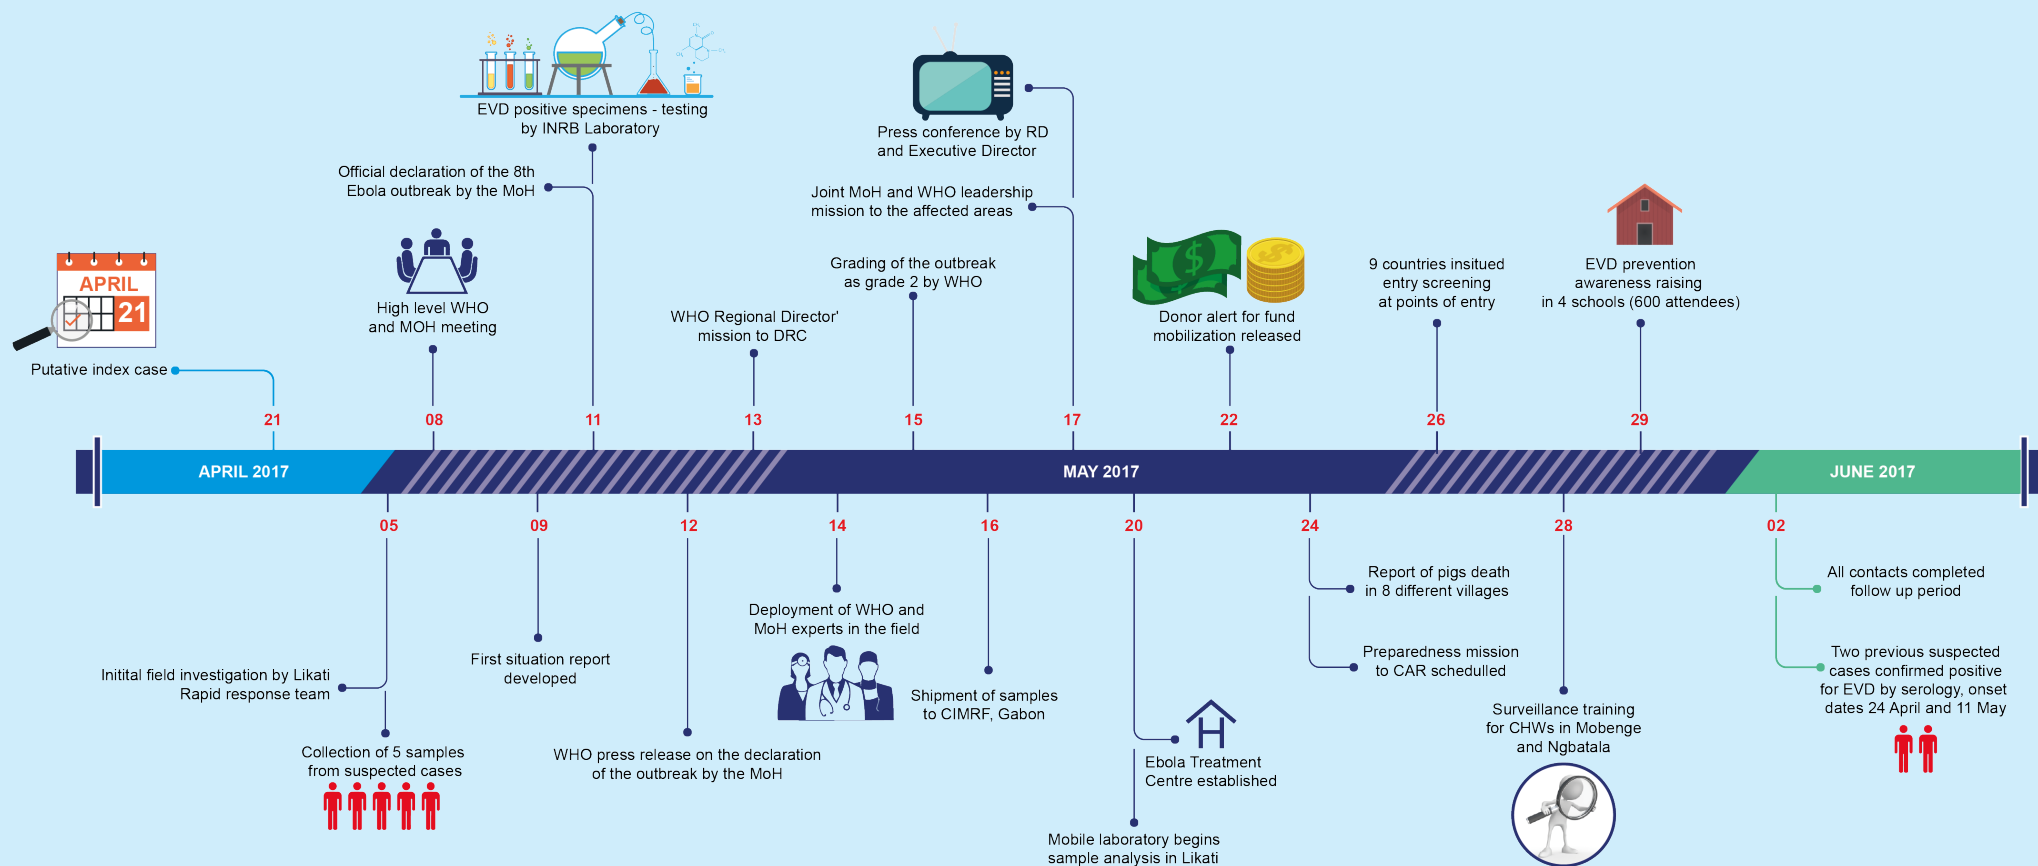 EVD positive specimens - testing
by INRB Laboratory
Official declaration of the 8th
Ebola outbreak by the MoH
High level WHO
and MOH meeting
APRIL
21
Putative index case
WHO Regional Director'
mission to DRC
Press conference by RD
and Executive Director
Joint MoH and WHO leadership
mission to the affected areas
Grading of the outbreak
as grade 2 by WHO
Donor alert for fund
mobilization released
9 countries insitued
entry screening
at points of entry
EVD prevention
awareness raising
in 4 schools (600 attendees)
21
08
11
13
15
17
22
26
29
APRIL 2017
MAY 2017
JUNE 2017
05
09
12
14
16
20
24
28
02
Initital field investigation by Likati
Rapid response team
Collection of 5 samples
from suspected cases
First situation report
developed
WHO press release on the declaration
of the outbreak by the MoH
Deployment of WHO and
MoH experts in the field
Shipment of samples
to CIMRF, Gabon
Ebola Treatment
Centre established
Mobile laboratory begins
sample analysis in Likati
Report of pigs death
in 8 different villages
Preparedness mission
to CAR schedulled
Surveillance training
for CHWs in Mobenge
and Ngbatala
All contacts completed
follow up period
Two previous suspected
cases confirmed positive
for EVD by serology, onset
dates 24 April and 11 May